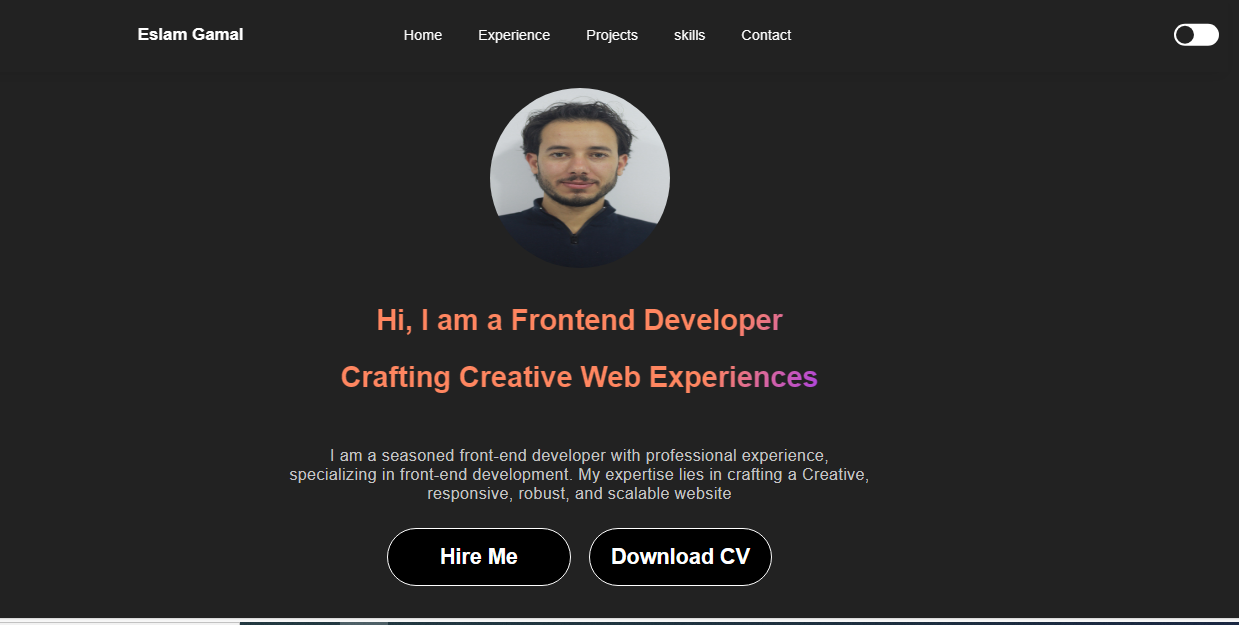 Eslam Gamal
Home Experience Projects skills Contact
Hi, I am a Frontend Developer
Crafting Creative Web Experiences
I am a seasoned front-end developer with professional experience,
specializing in front-end development. My expertise lies in crafting a Creative,
responsive, robust, and scalable website
Hire Me Download CV